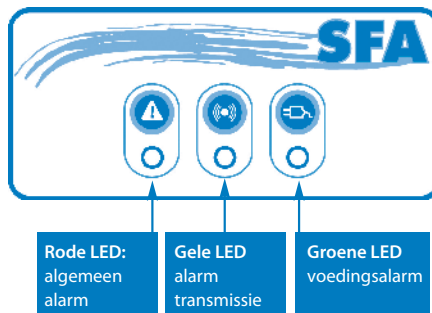 SFA
Rode LED:
algemeen
alarm
Gele LED
alarm
transmissie
Groene LED
voedingsalarm